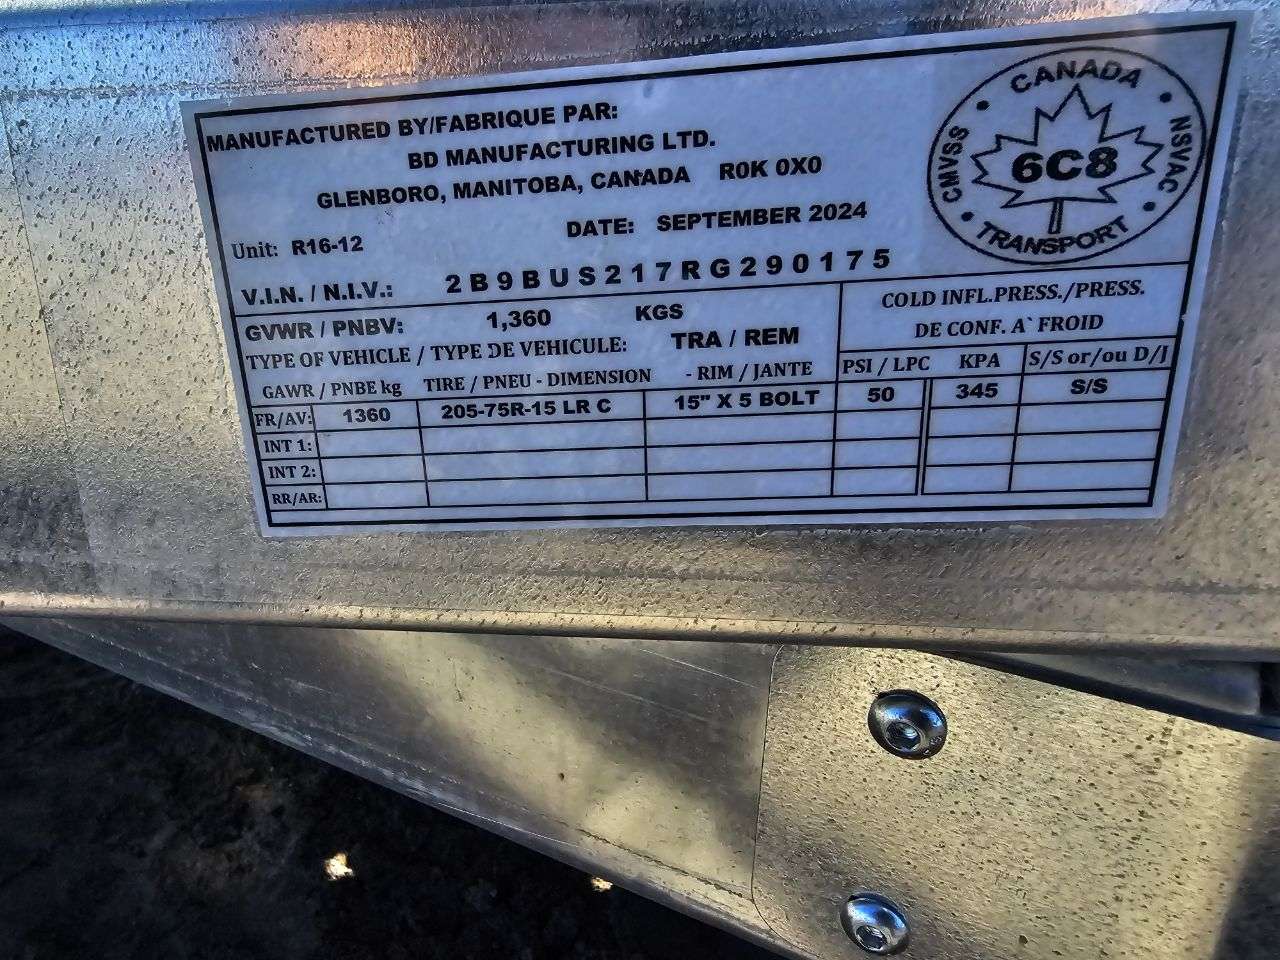 MANUFACTURED BY/FABRIQUE PAR:
BD MANUFACTURING LTD.
GLENBORO, MANITOBA, CANADA R0K 0X0
DATE: SEPTEMBER 2024
Unit: R16-12
V.I.N. / N.I.V.: 2B9BUS217RG290175
CANADA
CMVSS
6C8
NSVAC
TRANSPORT
GVWR / PNBV: 1,360 KGS
TYPE OF VEHICLE / TYPE DE VEHICULE: TRA / REM
COLD INFL.PRESS./PRESS.
DE CONF. A` FROID
GAWR / PNBE kg TIRE / PNEU - DIMENSION - RIM / JANTE PSI / LPC KPA S/S or/ou D/J
FR/AV: 1360 205-75R-15 LR C 15" X 5 BOLT 50 345 S/S
INT 1:
INT 2:
RR/AR: